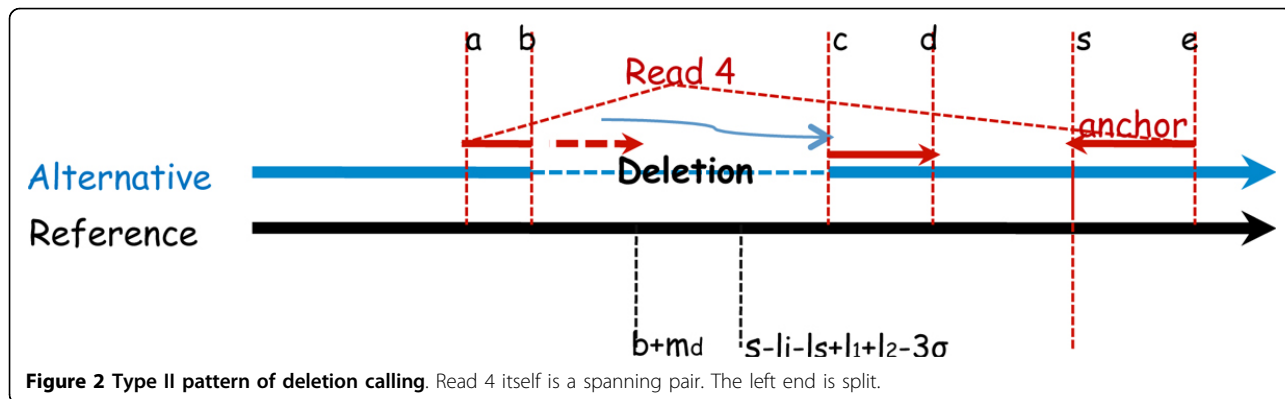 a b c d s e
Read 4
anchor
Deletion
Alternative
Reference
b+md s-li-ls+l1+l2-3σ
Figure 2 Type II pattern of deletion calling. Read 4 itself is a spanning pair. The left end is split.